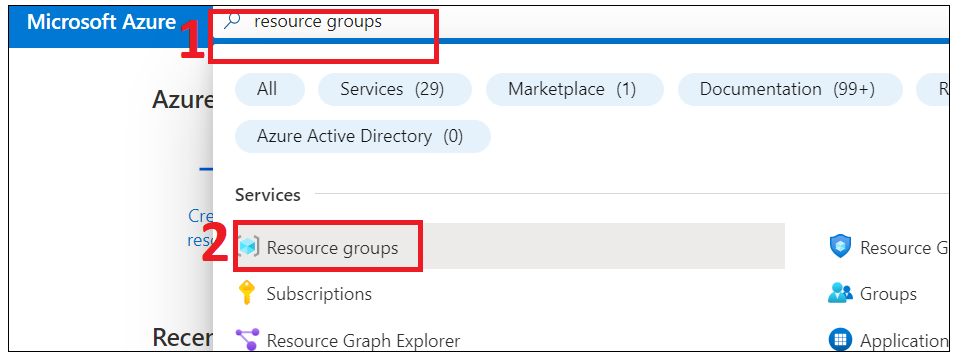 Microsoft Azure
1
resource groups
All
Services (29)
Marketplace (1)
Documentation (99+)
R
Azure Active Directory (0)
Azure
Services
Cre
reso
2
Resource groups
Resource G
Subscriptions
Groups
Recen
Resource Graph Explorer
Application